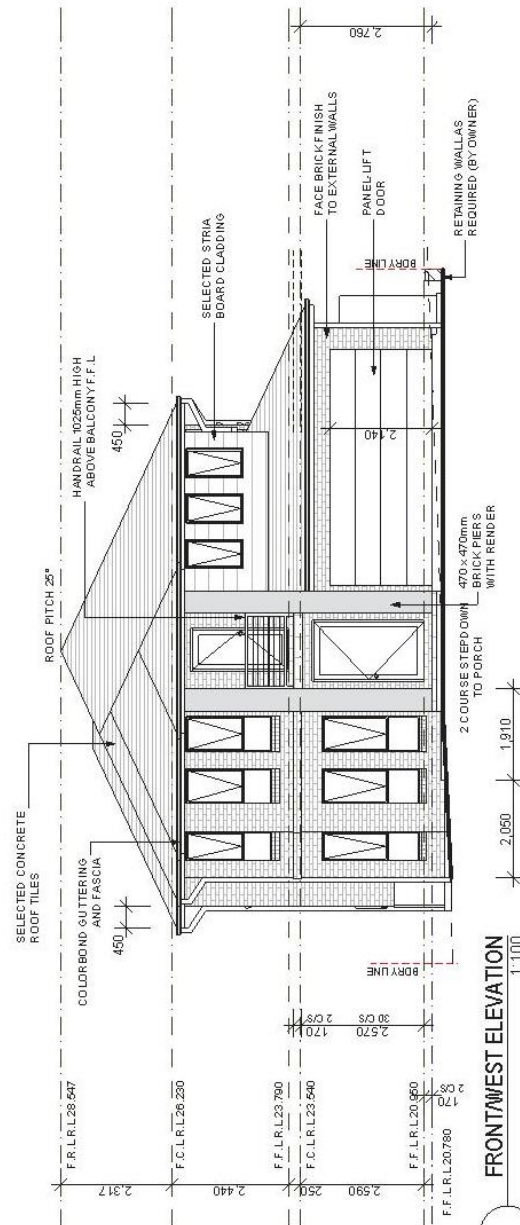 ROOF PITCH 25°
SELECTED CONCRETE
ROOF TILES
HANDRAIL 1025mm HIGH
ABOVE BALCONY F.F.L
COLORBOND GUTTERING
AND FASCIA
450
450
SELECTED STRIA
BOARD CLADDING
FACE BRICK FINISH
TO EXTERNAL WALLS
PANEL-LIFT
DOOR
RETAINING WALL AS
REQUIRED (BY OWNER)
BDRY LINE
BDRY LINE
2,760
2,140
470 x 470mm
BRICK PIERS
WITH RENDER
2 COURSE STEPDOWN
TO PORCH
2,050
1,910
F.R.L R.L 28.547
F.C.L R.L 26.230
F.F.L R.L 23.790
F.C.L R.L 23.540
F.F.L R.L 20.950
F.F.L R.L 20.780
2,317
2,440
250
2,590
170
2 C/S
2,570
30 C/S
170
2 C/S
FRONT/WEST ELEVATION
1:100